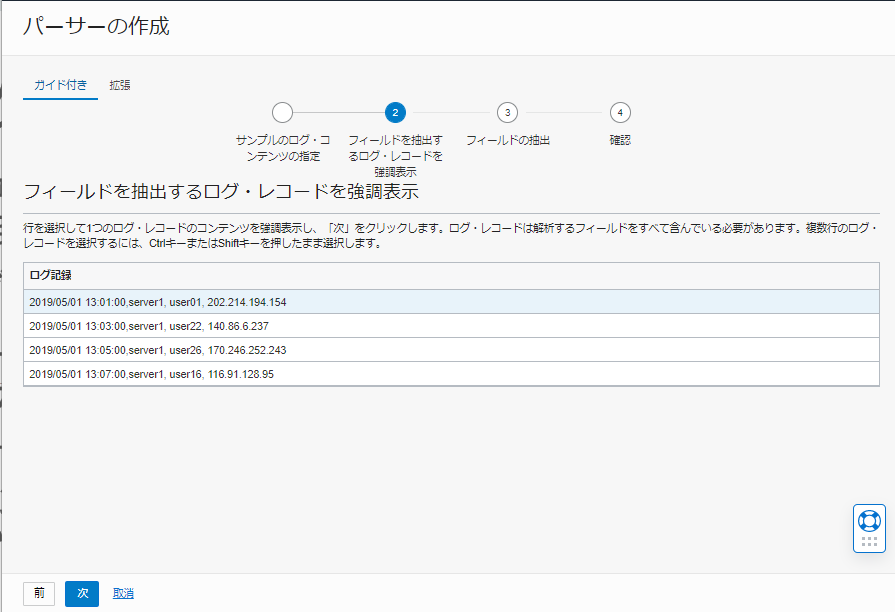 パーサーの作成
ガイド付き 拡張
2 3 4
サンプルのログ・コ
ンテンツの指定
フィールドを抽出す
るログ・レコードを
強調表示
フィールドの抽出
確認
フィールドを抽出するログ・レコードを強調表示
行を選択して1つのログ・レコードのコンテンツを強調表示し、「次」をクリックします。ログ・レコードは解析するフィールドをすべて含んでいる必要があります。複数行のログ・
レコードを選択するには、CtrlキーまたはShiftキーを押したまま選択します。
ログ記録
2019/05/01 13:01:00,server1, user01, 202.214.194.154
2019/05/01 13:03:00,server1, user22, 140.86.6.237
2019/05/01 13:05:00,server1, user26, 170.246.252.243
2019/05/01 13:07:00,server1, user16, 116.91.128.95
前 次 取消